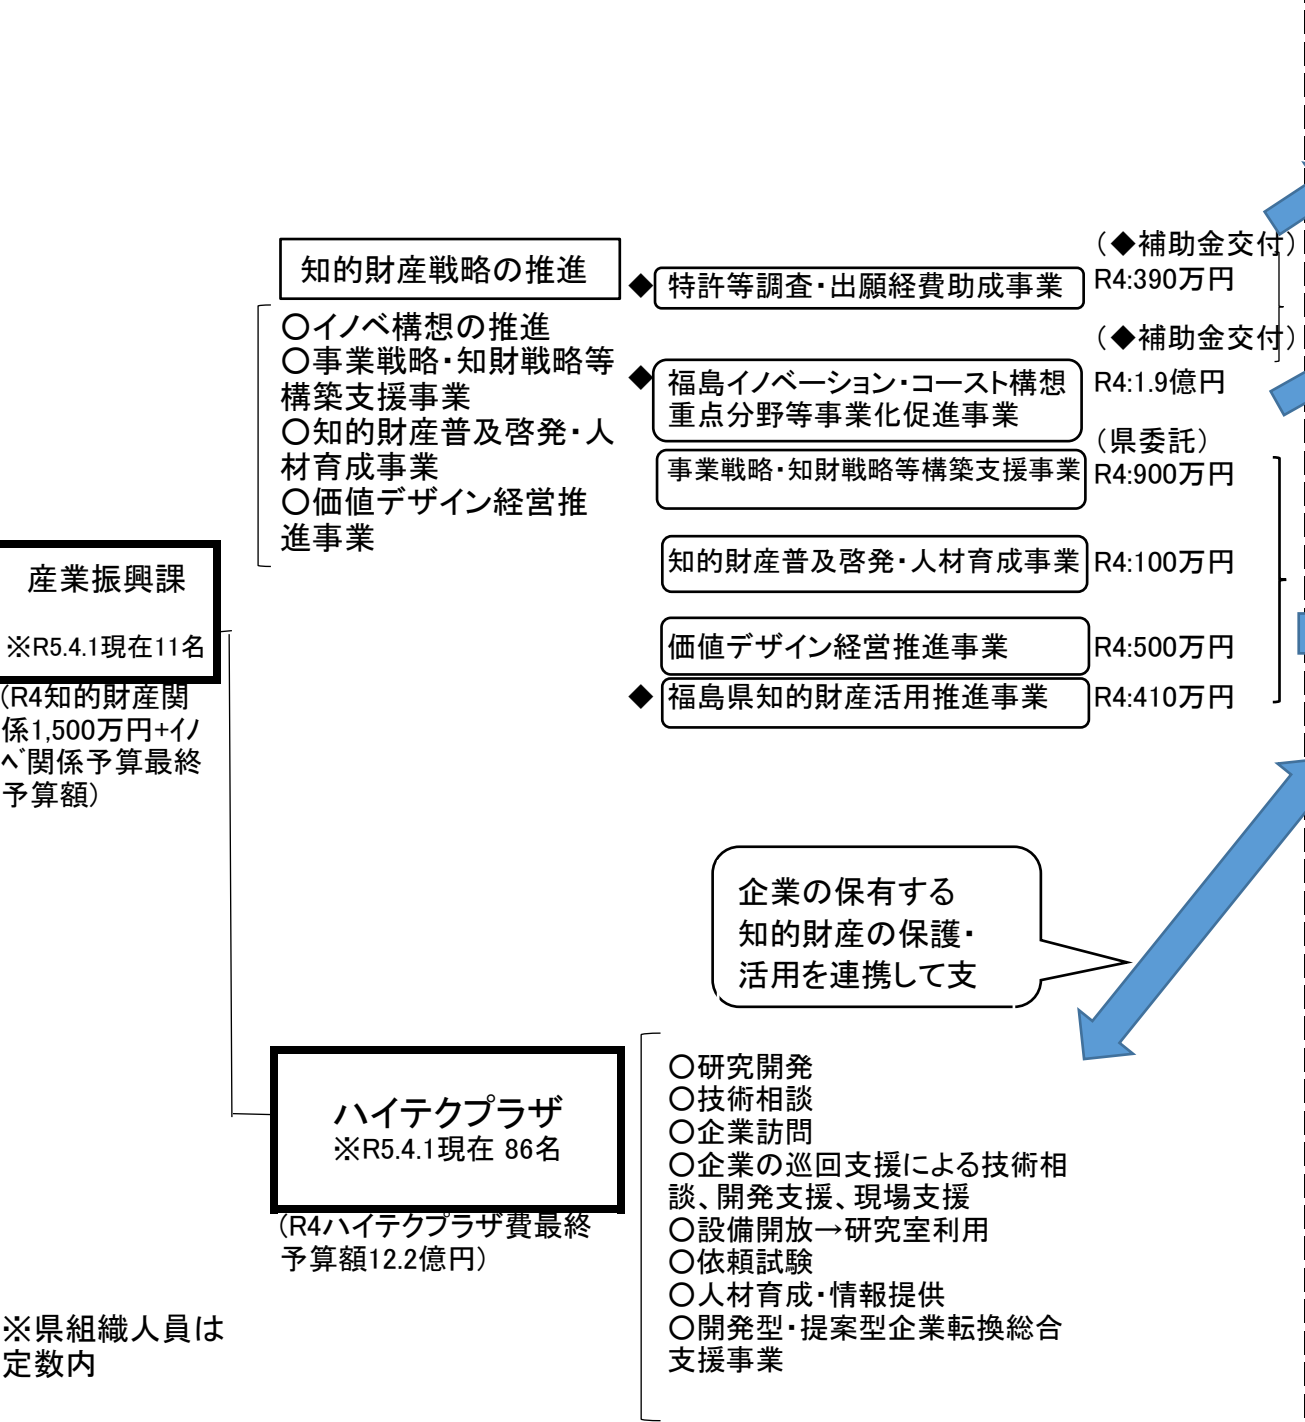 産業振興課
※R5.4.1現在11名
(R4知的財産関
係1,500万円+イノ
ベ関係予算最終
予算額)
※県組織人員は
定数内
知的財産戦略の推進
〇イノベ構想の推進
〇事業戦略・知財戦略等
構築支援事業
〇知的財産普及啓発・人
材育成事業
〇価値デザイン経営推
進事業
(◆補助金交付)
◆ 特許等調査・出願経費助成事業 R4:390万円
(◆補助金交付)
◆ 福島イノベーション・コースト構想 R4:1.9億円
重点分野等事業化促進事業
(県委託)
事業戦略・知財戦略等構築支援事業 R4:900万円
知的財産普及啓発・人材育成事業 R4:100万円
価値デザイン経営推進事業 R4:500万円
◆ 福島県知的財産活用推進事業 R4:410万円
企業の保有する
知的財産の保護・
活用を連携して支
ハイテクプラザ
※R5.4.1現在 86名
(R4ハイテクプラザ費最終
予算額12.2億円)
〇研究開発
〇技術相談
〇企業訪問
〇企業の巡回支援による技術相
談、開発支援、現場支援
〇設備開放→研究室利用
〇依頼試験
〇人材育成・情報提供
〇開発型・提案型企業転換総合
支援事業